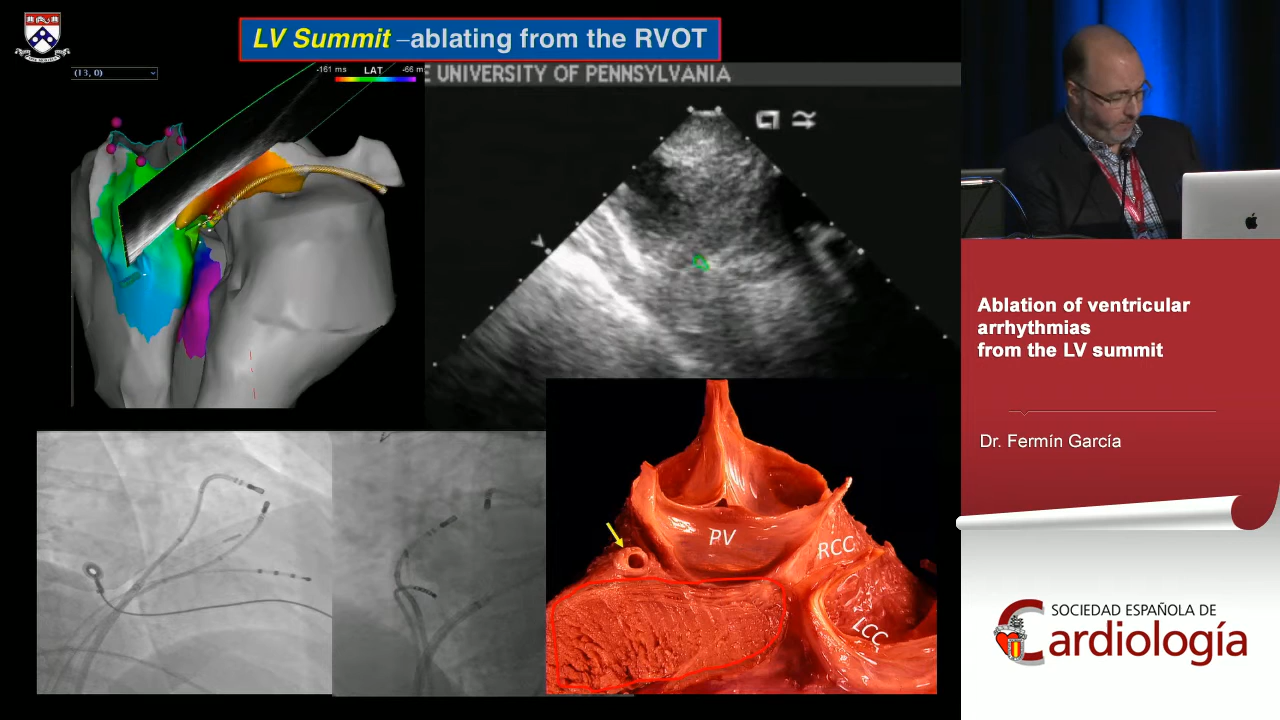 LV Summit –ablating from the RVOT
(13, 0)
-161 ms LAT -66 m
E UNIVERSITY OF PENNSYLVANIA
PV
RCC
LCC
Ablation of ventricular
arrhythmias
from the LV summit
Dr. Fermín García
SOCIEDAD ESPAÑOLA DE
Cardiología